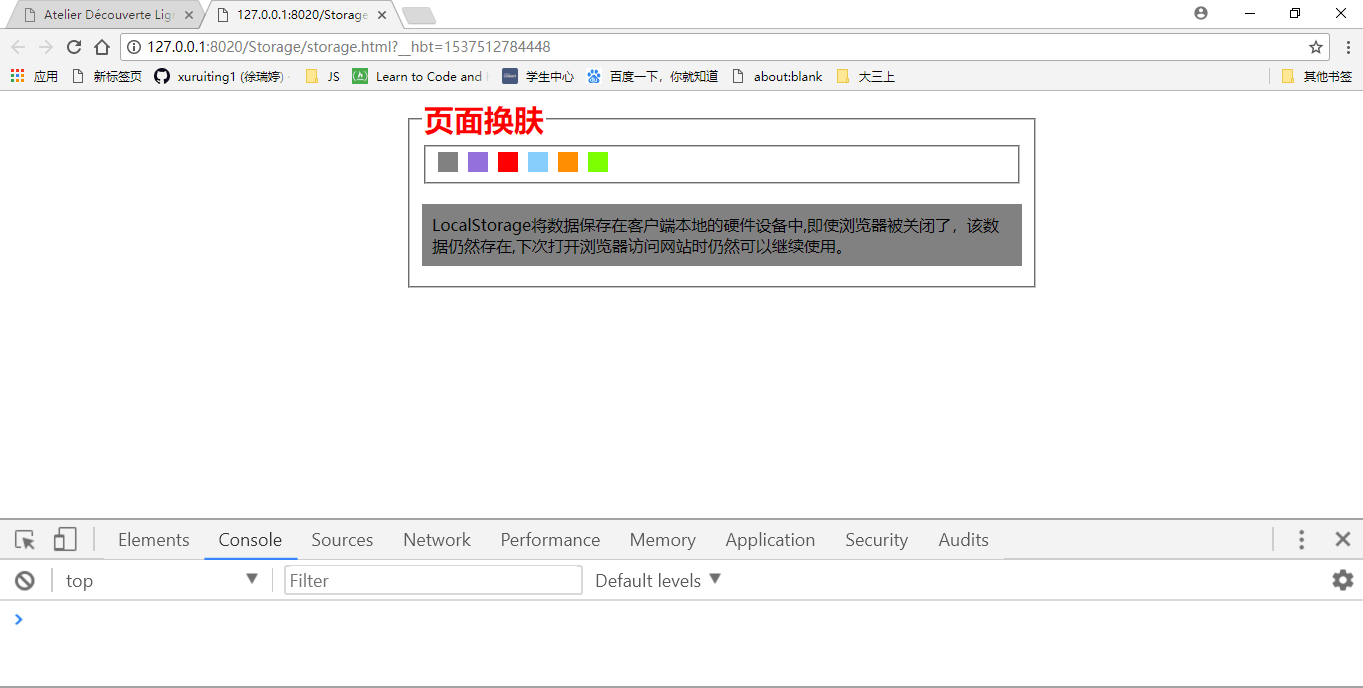 Atelier Découverte Lig
127.0.0.1:8020/Storage
127.0.0.1:8020/Storage/storage.html?__hbt=1537512784448
应用
新标签页
xuruiting1 (徐瑞婷)
JS
Learn to Code and
学生中心
百度一下，你就知道
about:blank
大三上
其他书签
页面换肤
LocalStorage将数据保存在客户端本地的硬件设备中,即使浏览器被关闭了，该数
据仍然存在,下次打开浏览器访问网站时仍然可以继续使用。
Elements
Console
Sources
Network
Performance
Memory
Application
Security
Audits
top
Filter
Default levels